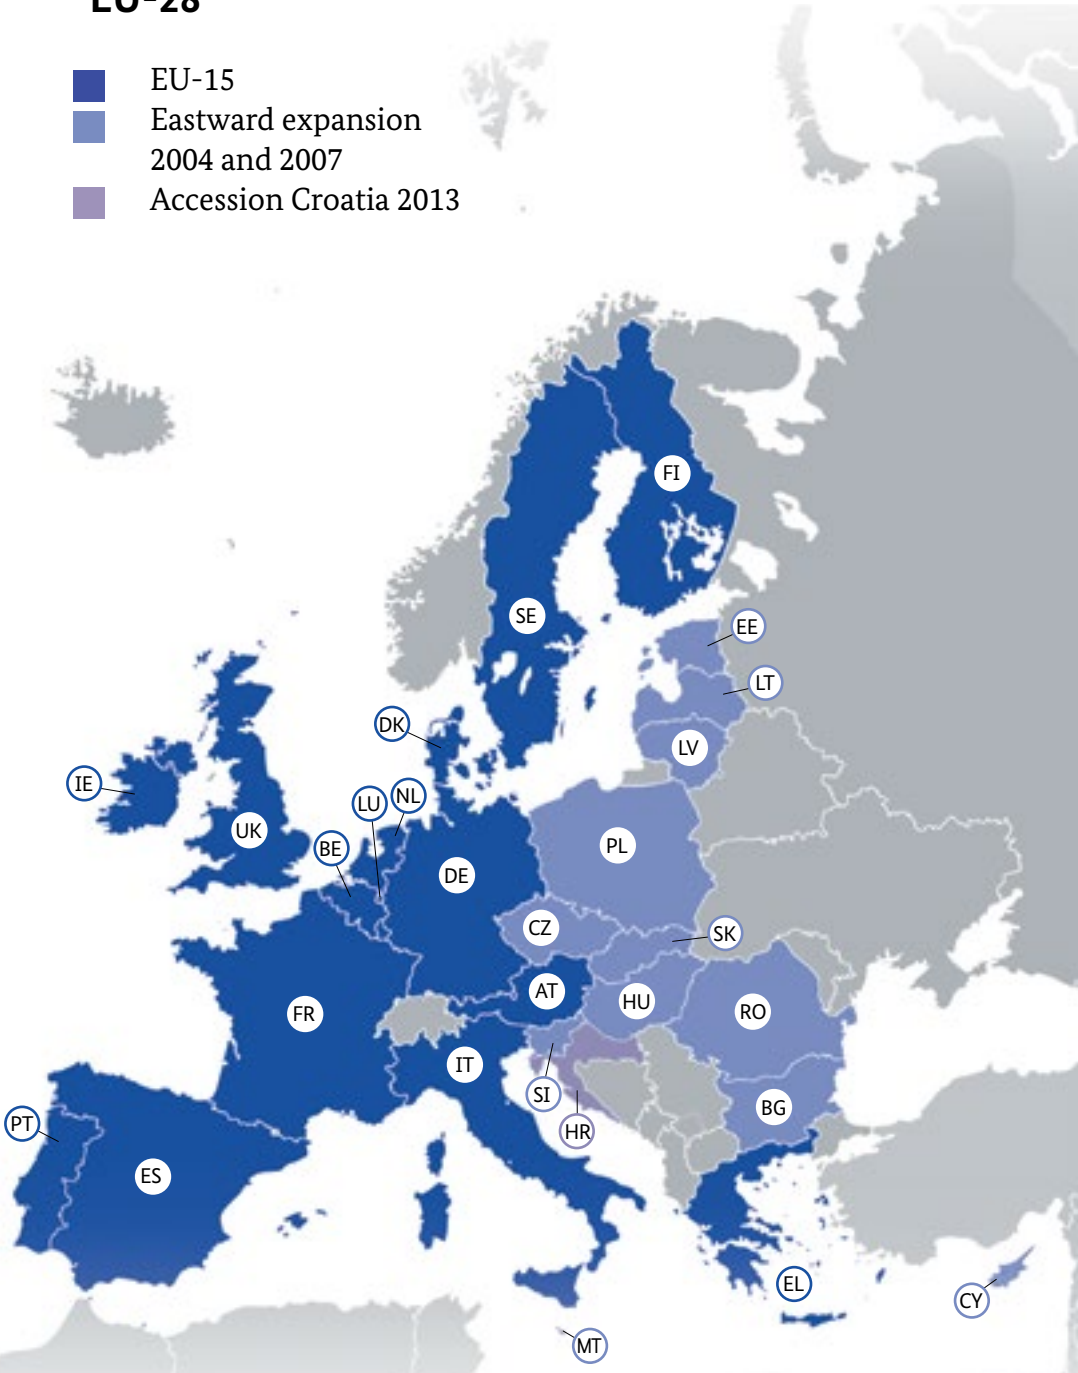 EU-28
EU-15
Eastward expansion
2004 and 2007
Accession Croatia 2013
FI
SE
EE
LT
DK
LV
IE
LU
NL
UK
BE
PL
DE
CZ
SK
AT
HU
FR
RO
IT
SI
BG
PT
HR
ES
EL
CY
MT